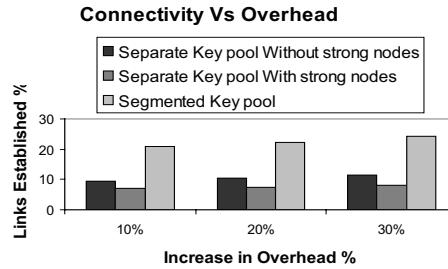 Connectivity Vs Overhead
Separate Key pool Without strong nodes
Separate Key pool With strong nodes
Segmented Key pool
Links Established %
30
20
10
0
10% 20% 30%
Increase in Overhead %